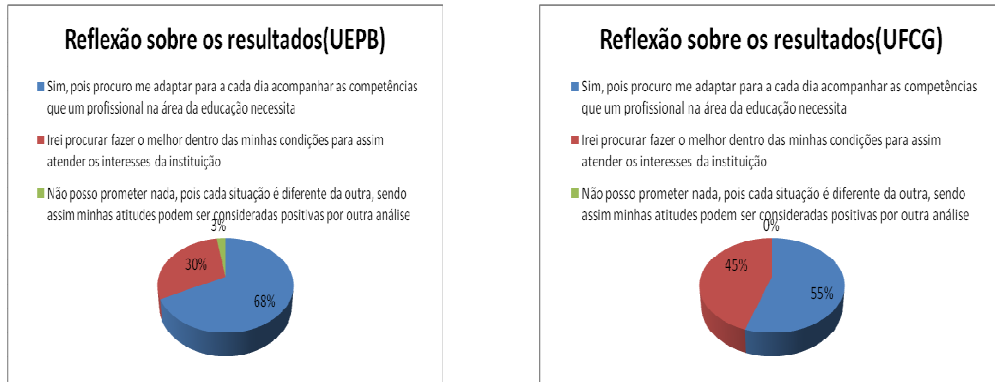 Reflexão sobre os resultados(UEPB)
Sim, pois procuro me adaptar para a cada dia acompanhar as competências
que um profissional na área da educação necessita
Irei procurar fazer o melhor dentro das minhas condições para assim
atender os interesses da instituição
Não posso prometer nada, pois cada situação é diferente da outra, sendo
assim minhas atitudes podem ser consideradas positivas por outra análise
3%
30%
68%
Reflexão sobre os resultados(UFCG)
Sim, pois procuro me adaptar para a cada dia acompanhar as competências
que um profissional na área da educação necessita
Irei procurar fazer o melhor dentro das minhas condições para assim
atender os interesses da instituição
Não posso prometer nada, pois cada situação é diferente da outra, sendo
assim minhas atitudes podem ser consideradas positivas por outra análise
0%
45%
55%